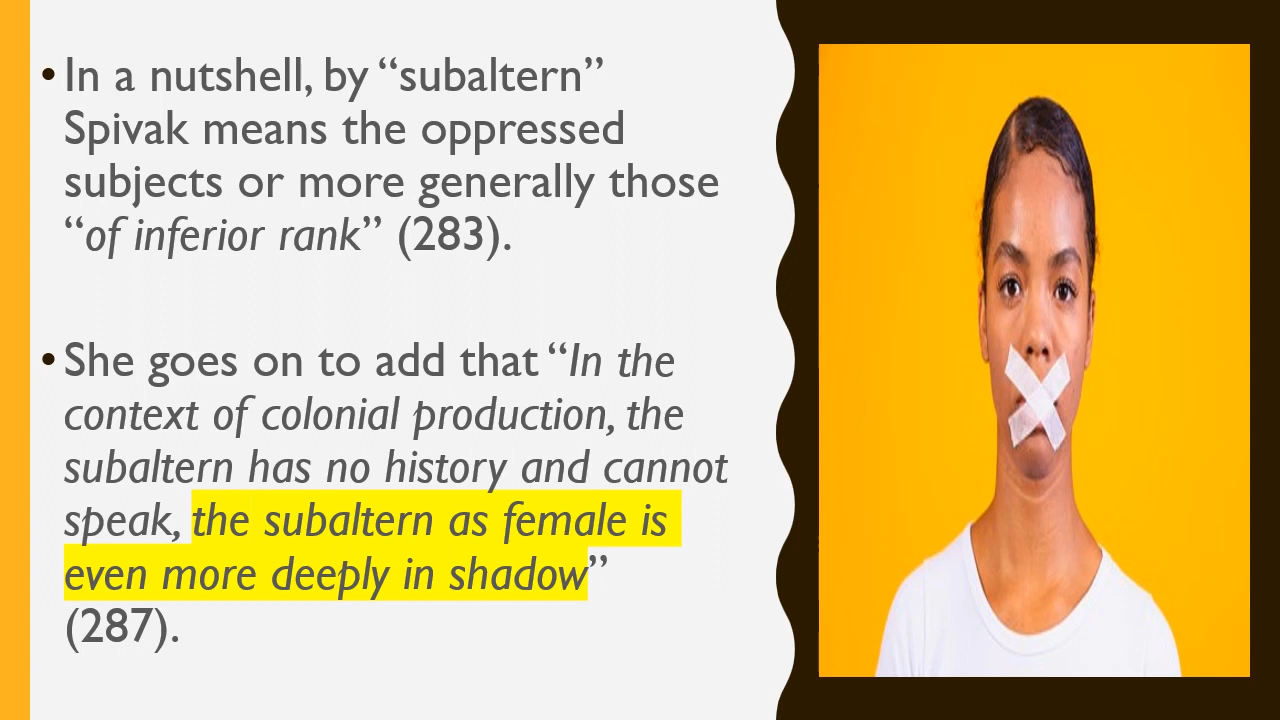 • In a nutshell, by “subaltern”
Spivak means the oppressed
subjects or more generally those
“of inferior rank” (283).
• She goes on to add that “In the
context of colonial production, the
subaltern has no history and cannot
speak, the subaltern as female is
even more deeply in shadow”
(287).